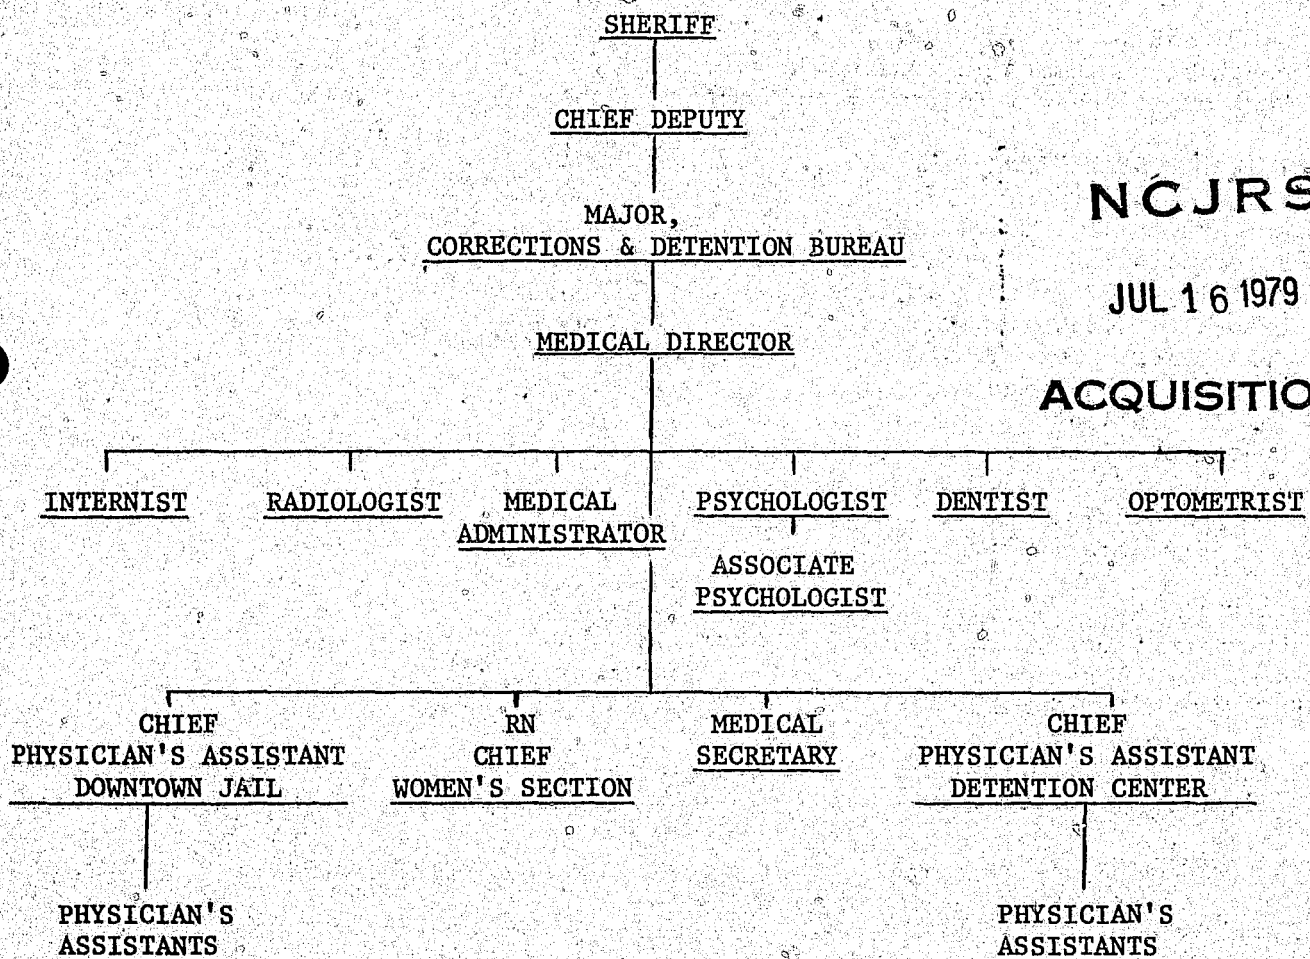 SHERIFF
CHIEF DEPUTY
MAJOR,
CORRECTIONS & DETENTION BUREAU
NCJRS
JUL 16 1979
MEDICAL DIRECTOR
ACQUISITIO
INTERNIST
RADIOLOGIST
MEDICAL
ADMINISTRATOR
PSYCHOLOGIST
ASSOCIATE
PSYCHOLOGIST
DENTIST
OPTOMETRIST
CHIEF
PHYSICIAN'S ASSISTANT
DOWNTOWN JAIL
PHYSICIAN'S
ASSISTANTS
RN
CHIEF
WOMEN'S SECTION
MEDICAL
SECRETARY
CHIEF
PHYSICIAN'S ASSISTANT
DETENTION CENTER
PHYSICIAN'S
ASSISTANTS